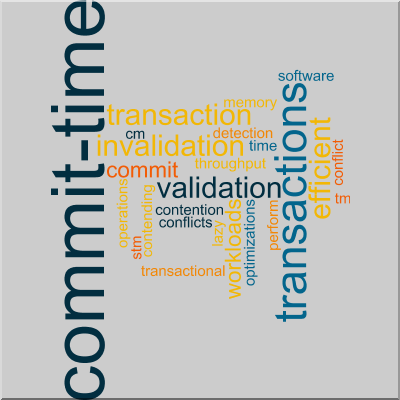 commit-time
software
memory
transaction
transactions
cm
detection
invalidation
time
efficient
conflict
commit
throughput
validation
tm
operations
contending
stm
contention
conflicts
lazy
workloads
optimizations
perform
transactional